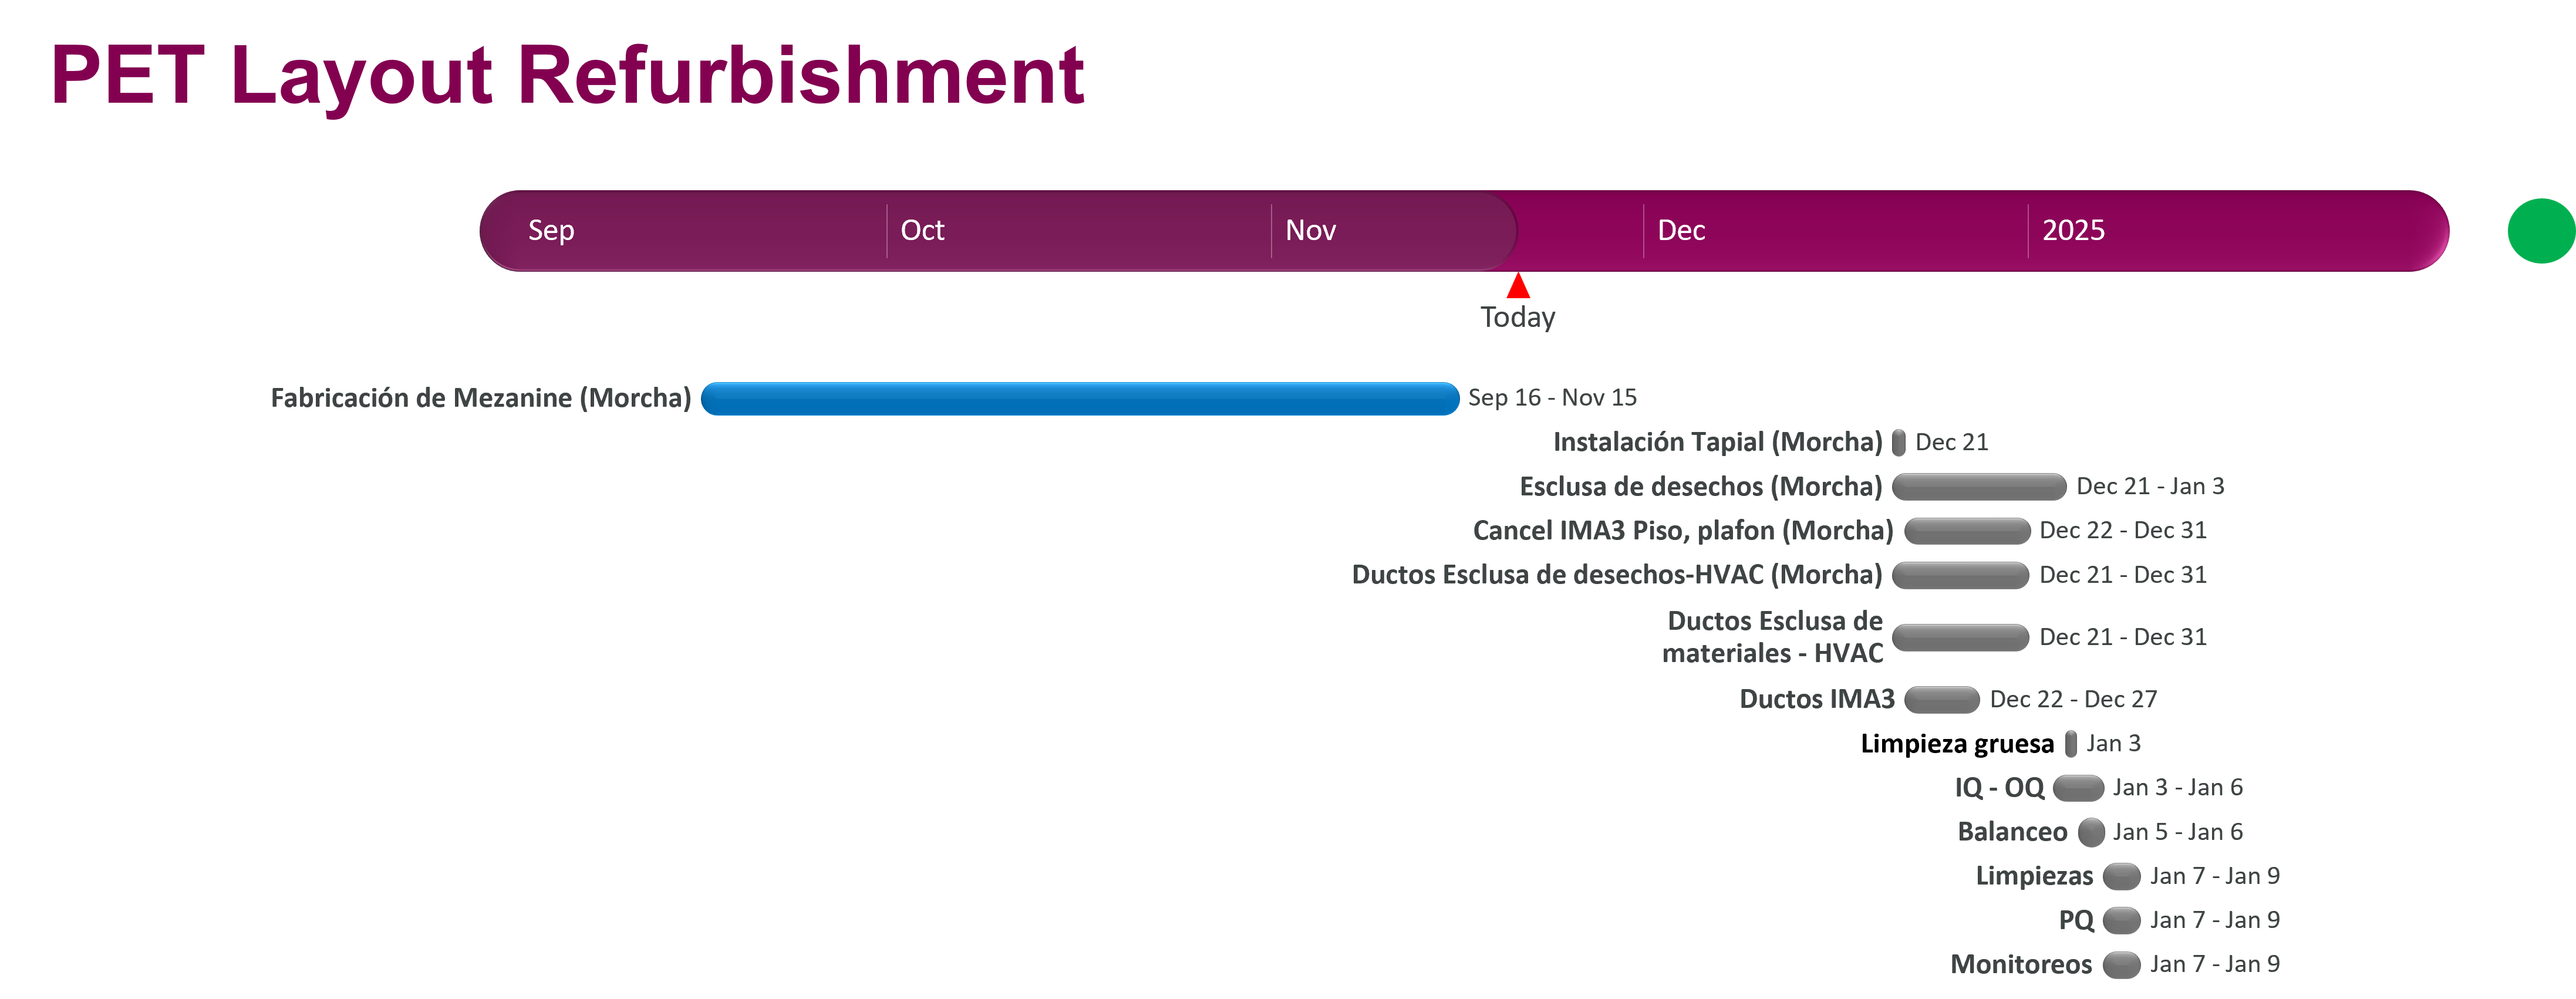 PET Layout Refurbishment
Sep
Oct
Nov
Dec
2025
Today
Fabricación de Mezanine (Morcha)
Sep 16 - Nov 15
Instalación Tapial (Morcha)
Dec 21
Esclusa de desechos (Morcha)
Dec 21 - Jan 3
Cancel IMA3 Piso, plafon (Morcha)
Dec 22 - Dec 31
Ductos Esclusa de desechos-HVAC (Morcha)
Dec 21 - Dec 31
Ductos Esclusa de
materiales - HVAC
Dec 21 - Dec 31
Ductos IMA3
Dec 22 - Dec 27
Limpieza gruesa
Jan 3
IQ - OQ
Jan 3 - Jan 6
Balanceo
Jan 5 - Jan 6
Limpiezas
Jan 7 - Jan 9
PQ
Jan 7 - Jan 9
Monitoreos
Jan 7 - Jan 9